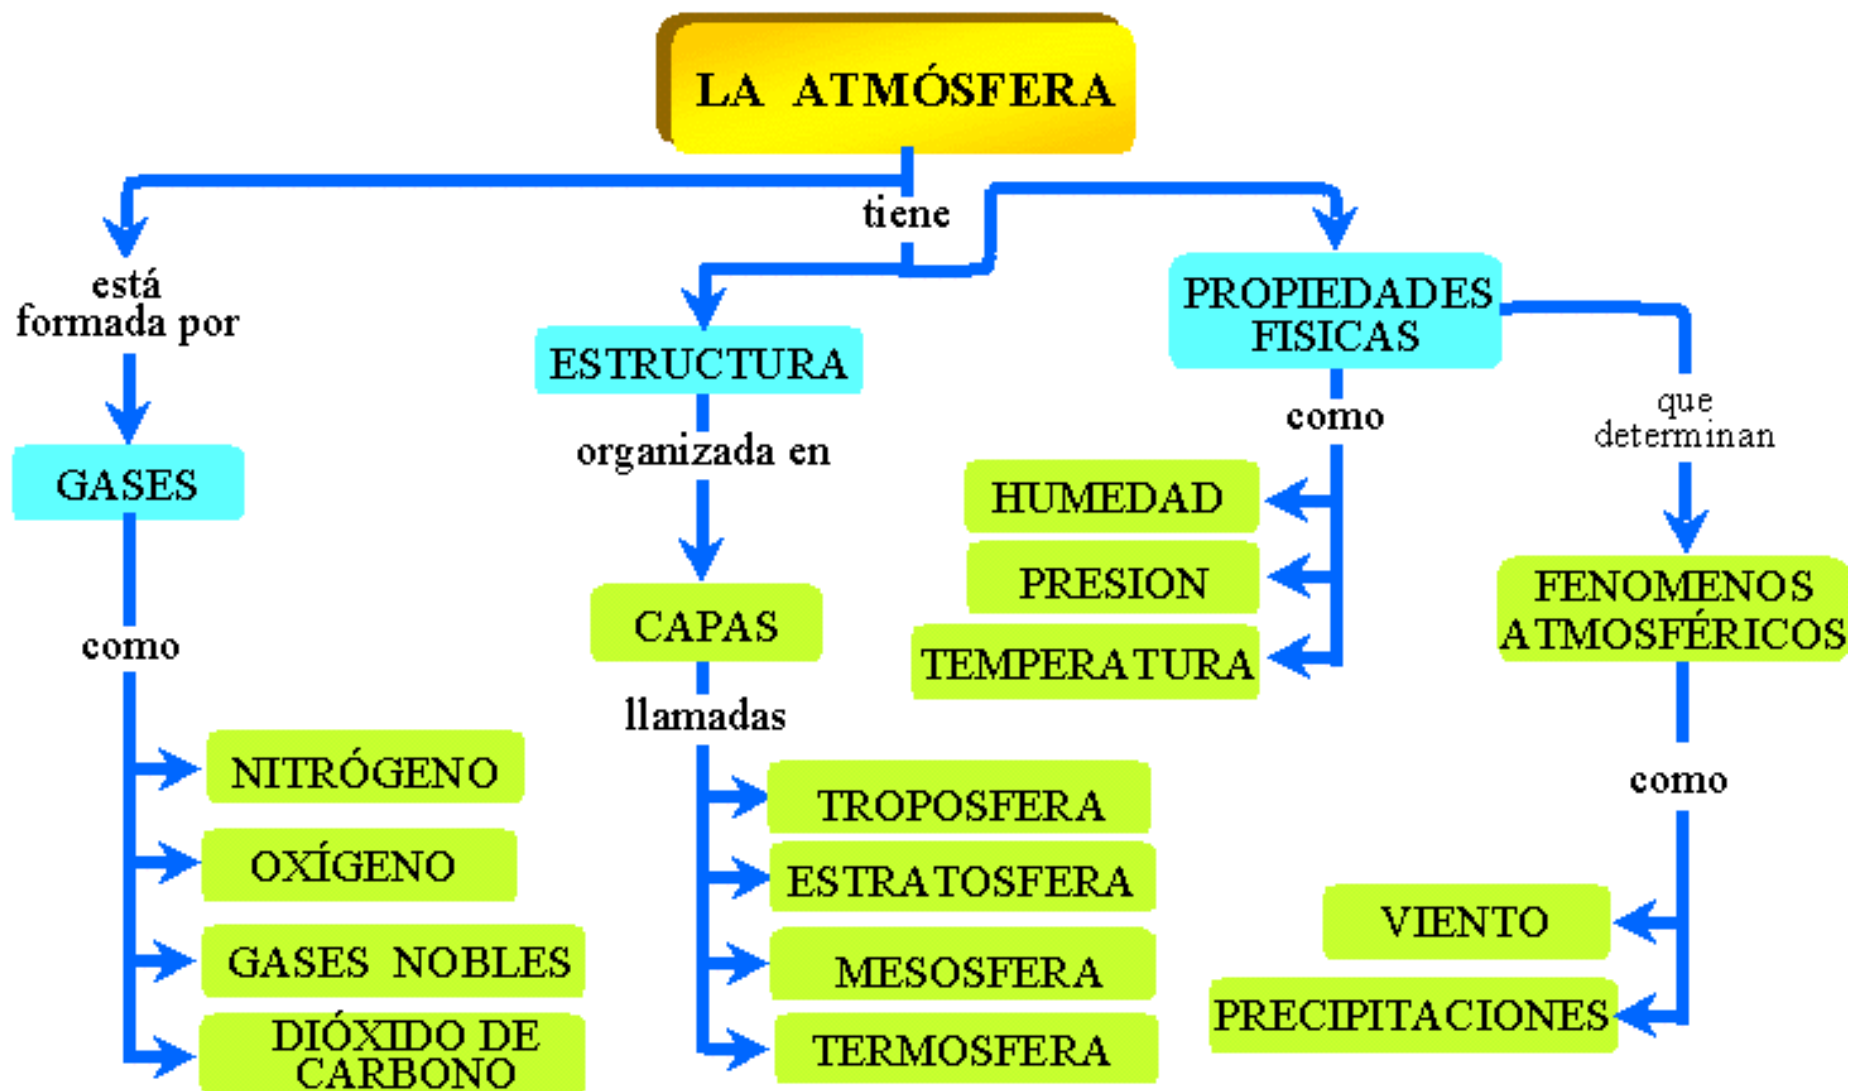 LA ATMÓSFERA
tiene
está
formada por
GASES
como
NITRÓGENO
OXÍGENO
GASES NOBLES
DIÓXIDO DE
CARBONO
ESTRUCTURA
organizada en
CAPAS
llamadas
TROPOSFERA
ESTRATOSFERA
MESOSFERA
TERMOSFERA
PROPIEDADES
FISICAS
como
HUMEDAD
PRESION
TEMPERATURA
que
determinan
FENOMENOS
ATMOSFÉRICOS
como
VIENTO
PRECIPITACIONES